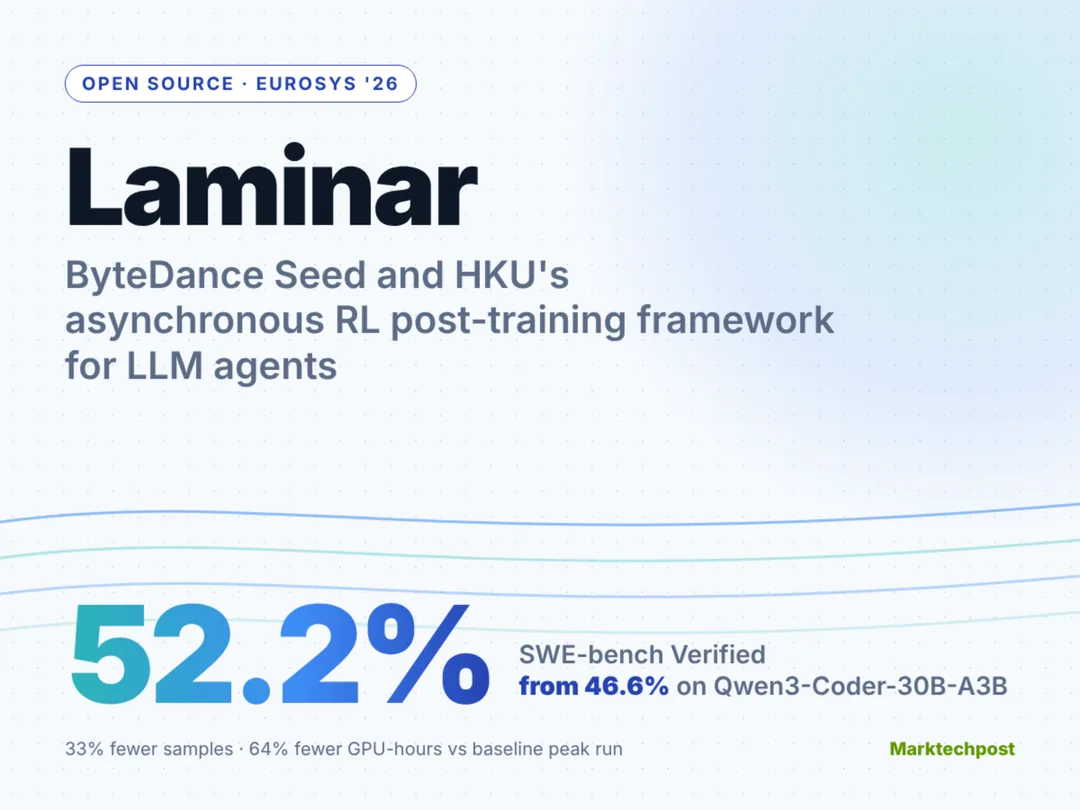 OPEN SOURCE · EUROSYS '26
Laminar
ByteDance Seed and HKU's
asynchronous RL post-training framework
for LLM agents
52.2%
SWE-bench Verified
from 46.6% on Qwen3-Coder-30B-A3B
33% fewer samples · 64% fewer GPU-hours vs baseline peak run
Marktechpost